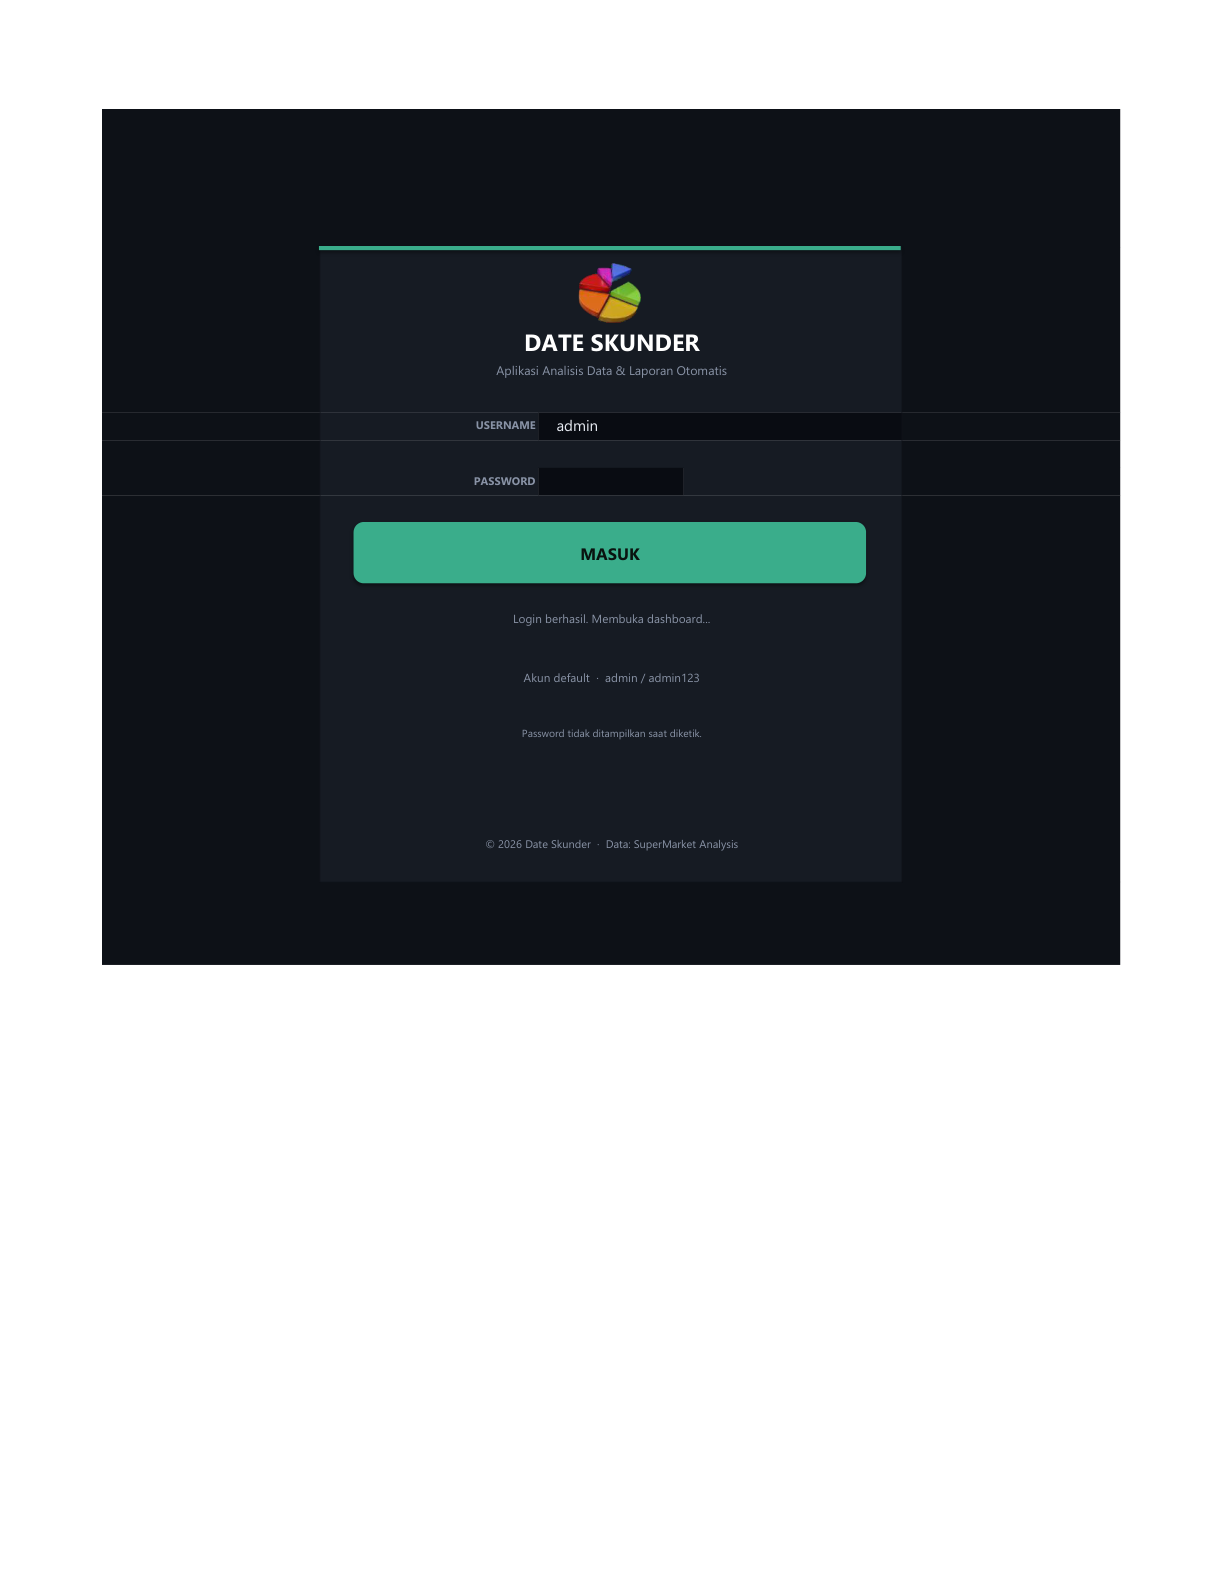 DATE SKUNDER
Aplikasi Analisis Data & Laporan Otomatis
USERNAME admin
PASSWORD
MASUK
Login berhasil. Membuka dashboard...
Akun default · admin / admin123
Password tidak ditampilkan saat diketik.
© 2026 Date Skunder · Data: SuperMarket Analysis